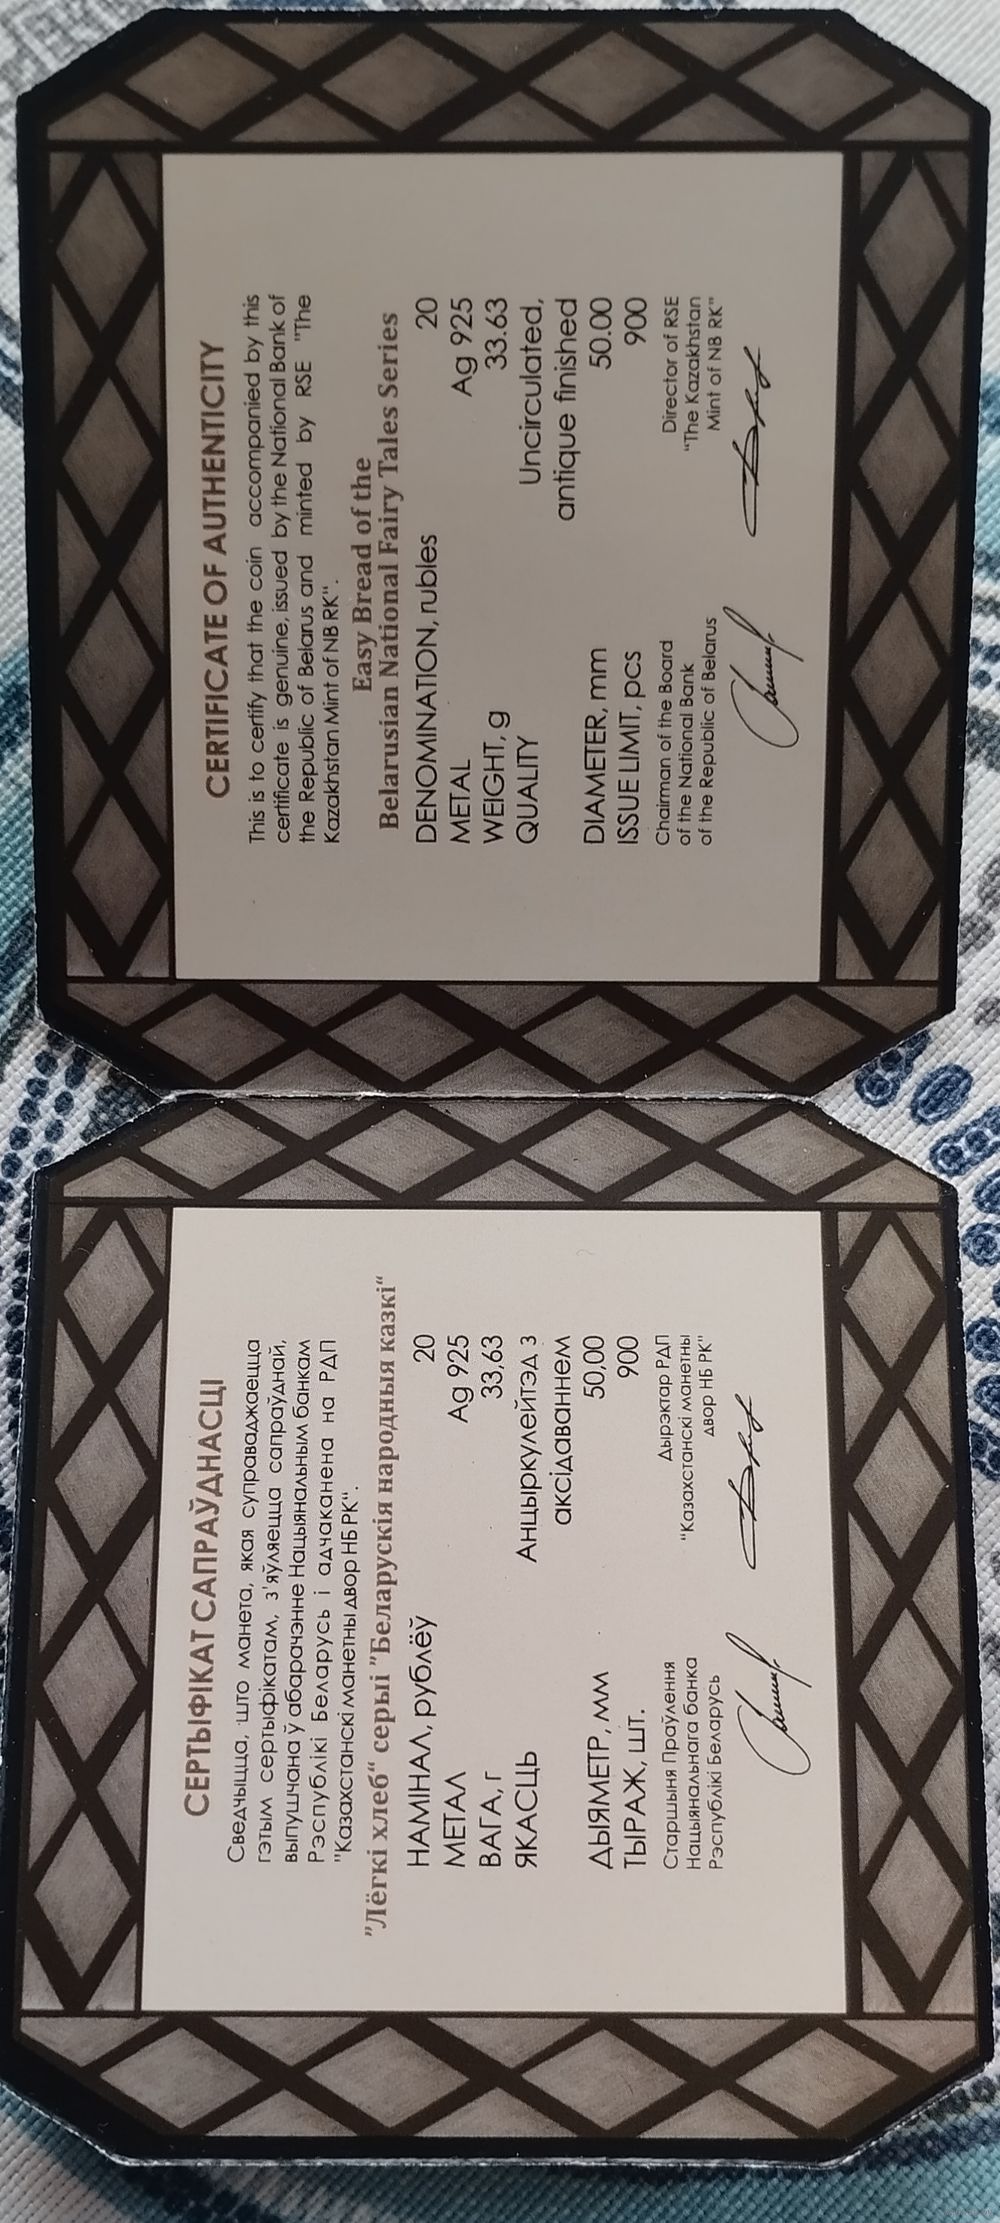 СЕРТЫФІКАТ САПРАЎДНАСЦІ
Сведчыцца, што манета, якая суправаджаецца
гэтым сертыфікатам, з'яўляецца сапраўднай,
выпушчана ў абарачэнне Нацыянальным банкам
Рэспублікі Беларусь і адчаканена на РДП
"Казахстанскі манетны двор НБ РК".
"Лёгкі хлеб" серыі "Беларускія народныя казкі"
НАМІНАЛ, рублёў 20
МЕТАЛ Ag 925
ВАГА, г 33,63
ЯКАСЦЬ Анцыркулейтэд з
аксідаваннем
ДЫЯМЕТР, мм 50,00
ТЫРАЖ, шт. 900
Старшыня Праўлення Дырэктар РДП
Нацыянальнага банка "Казахстанскі манетны
Рэспублікі Беларусь двор НБ РК"
CERTIFICATE OF AUTHENTICITY
This is to certify that the coin accompanied by this
certificate is genuine, issued by the National Bank of
the Republic of Belarus and minted by RSE "The
Kazakhstan Mint of NB RK".
Easy Bread of the
Belarusian National Fairy Tales Series
DENOMINATION, rubles 20
METAL Ag 925
WEIGHT, g 33.63
QUALITY Uncirculated,
antique finished
DIAMETER, mm 50.00
ISSUE LIMIT, pcs 900
Chairman of the Board Director of RSE
of the National Bank "The Kazakhstan
of the Republic of Belarus Mint of NB RK"